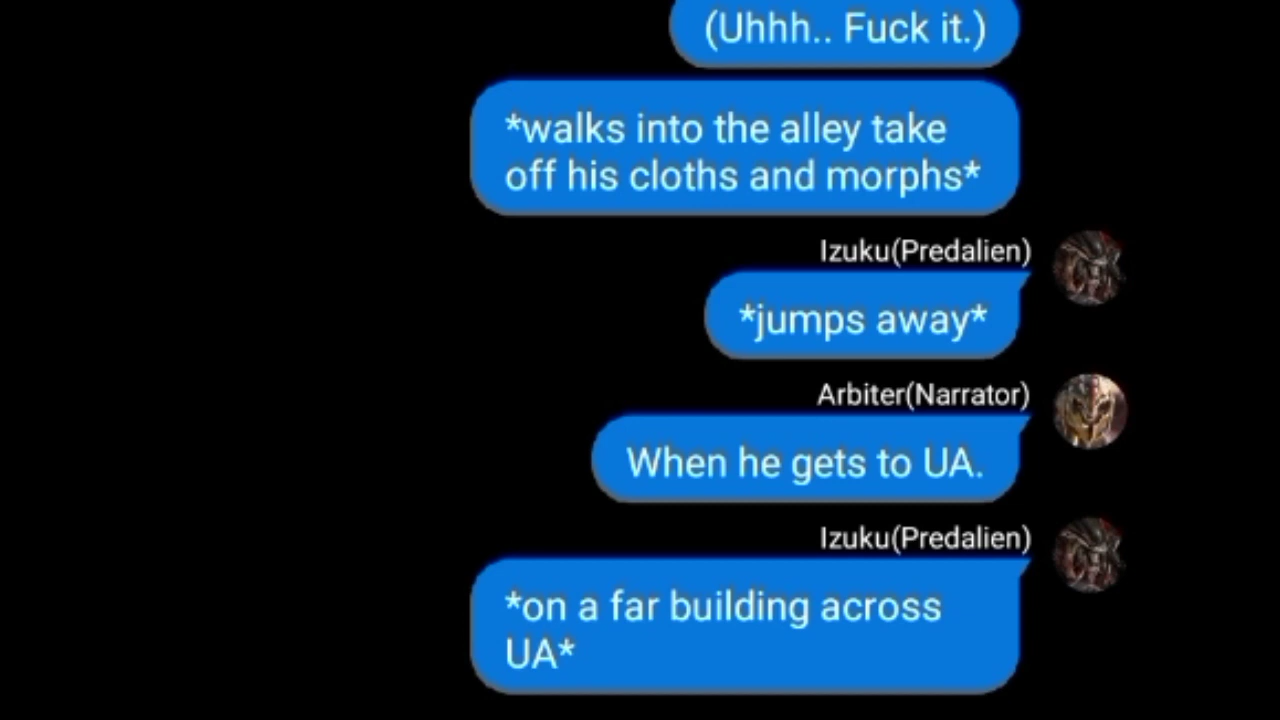 (Uhhh.. Fuck it.)
*walks into the alley take
off his cloths and morphs*
Izuku(Predalien)
*jumps away*
Arbiter(Narrator)
When he gets to UA.
Izuku(Predalien)
*on a far building across
UA*